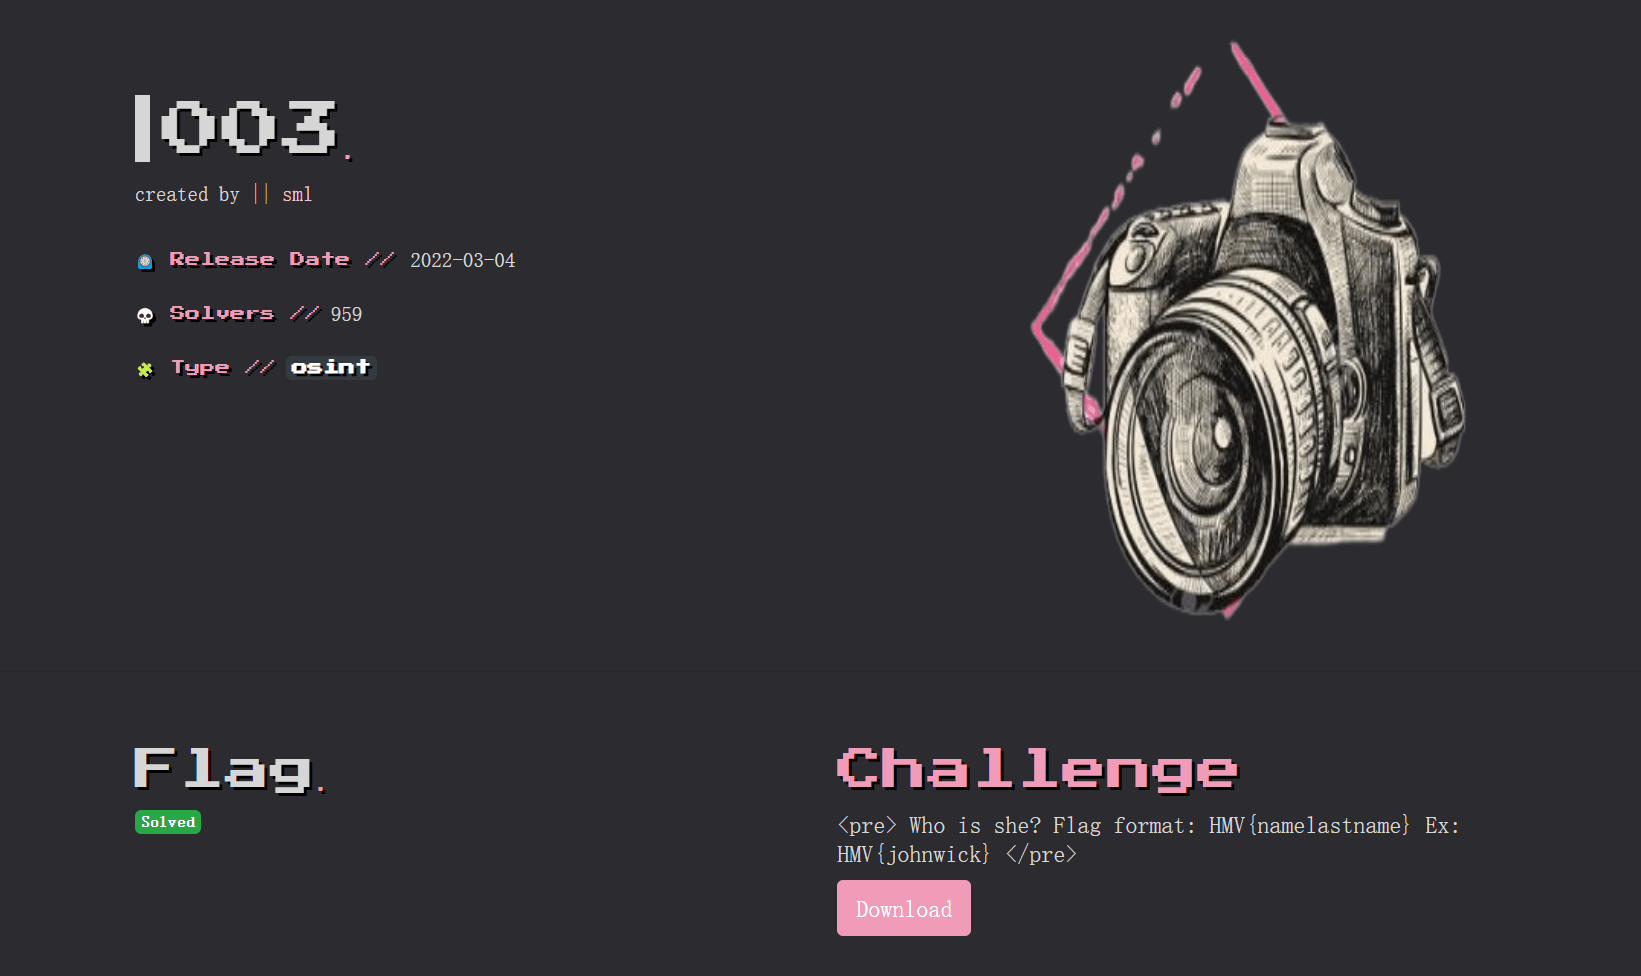 |003.
created by || sml
Release Date // 2022-03-04
Solvers // 959
Type // osint
Flag.
Solved
Challenge
<pre> Who is she? Flag format: HMV{namelastname} Ex:
HMV{johnwick} </pre>
Download